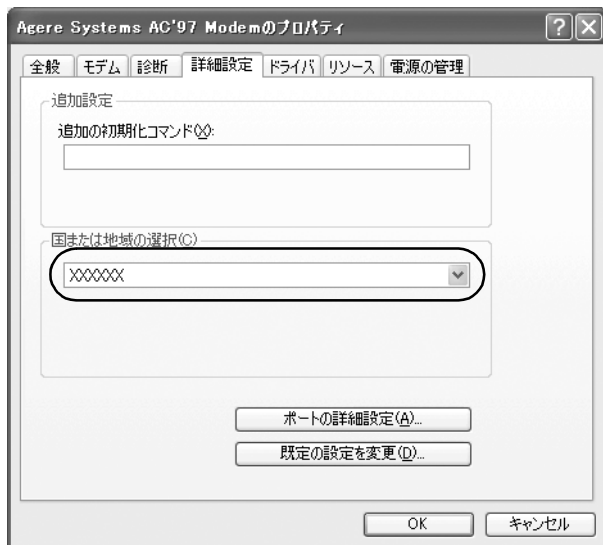 Agere Systems AC'97 Modemのプロパティ
全般 モデム 診断 詳細設定 ドライバ リソース 電源の管理
追加設定
追加の初期化コマンド(X):
国または地域の選択(C)
XXXXXX
ポートの詳細設定(A)...
既定の設定を変更(D)...
OK キャンセル